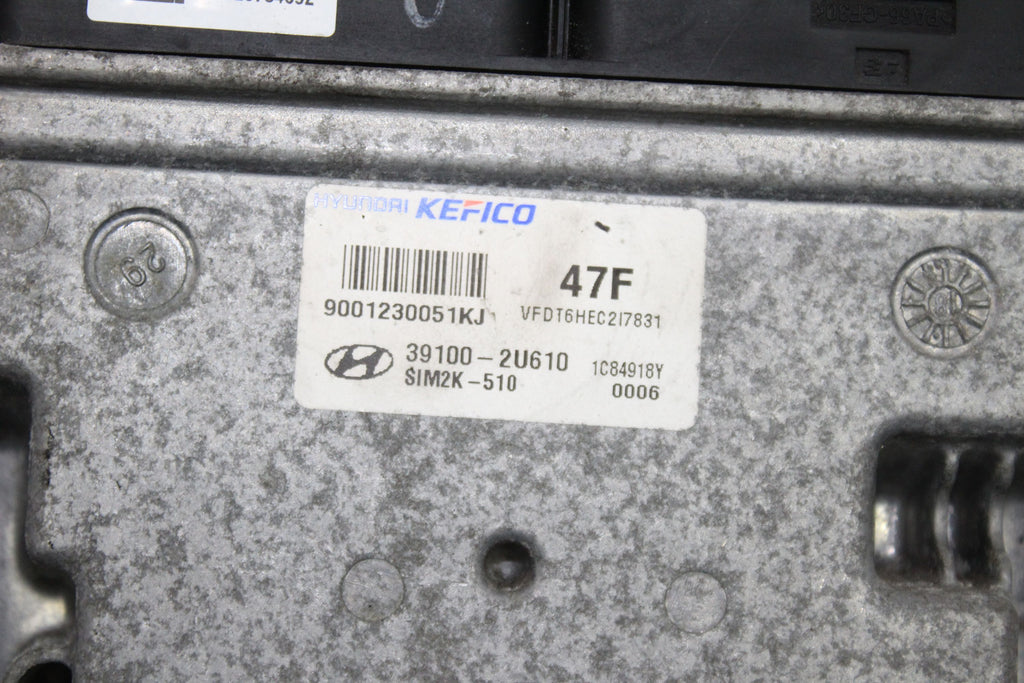 HYUNDAI KEFICO
47F
9001230051KJ VFDT6HEC2I7831
39100-2U610 1C84918Y
SIM2K-510 0006
29